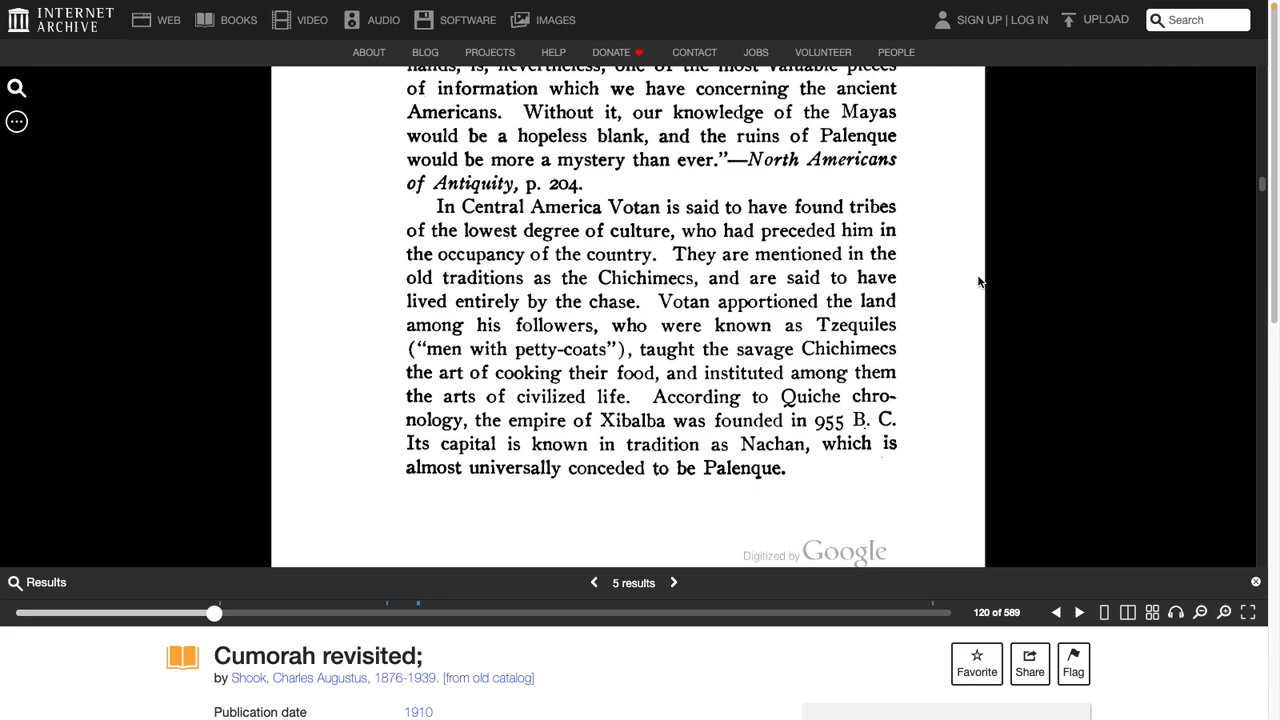 INTERNET ARCHIVE
WEB BOOKS VIDEO AUDIO SOFTWARE IMAGES SIGN UP | LOG IN UPLOAD Search
ABOUT BLOG PROJECTS HELP DONATE CONTACT JOBS VOLUNTEER PEOPLE
hands, is, nevertheless, one of the most valuable pieces
of information which we have concerning the ancient
Americans. Without it, our knowledge of the Mayas
would be a hopeless blank, and the ruins of Palenque
would be more a mystery than ever."—North Americans
of Antiquity, p. 204.
In Central America Votan is said to have found tribes
of the lowest degree of culture, who had preceded him in
the occupancy of the country. They are mentioned in the
old traditions as the Chichimecs, and are said to have
lived entirely by the chase. Votan apportioned the land
among his followers, who were known as Tzequiles
("men with petty-coats"), taught the savage Chichimecs
the art of cooking their food, and instituted among them
the arts of civilized life. According to Quiche chro-
nology, the empire of Xibalba was founded in 955 B. C.
Its capital is known in tradition as Nachan, which is
almost universally conceded to be Palenque.
Digitized by Google
Results 5 results
120 of 589
Cumorah revisited;
by Shook, Charles Augustus, 1876-1939. [from old catalog]
Favorite Share Flag
Publication date 1910